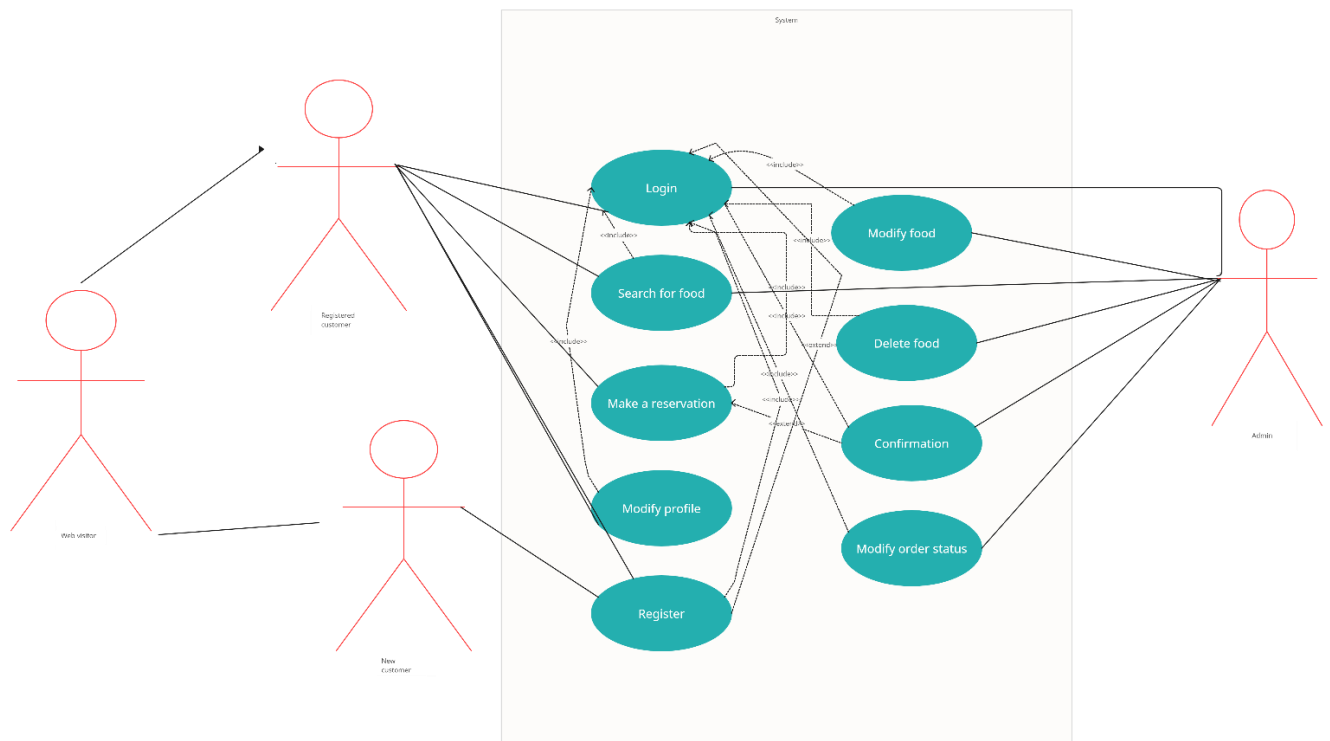 System
Login
<<include>>
Modify food
<<include>>
<<include>>
Search for food
<<include>>
<<include>>
Registered
customer
<<include>>
<<extend>>
Delete food
<<include>>
Make a reservation
<<include>>
<<extend>>
Confirmation
Admin
Modify profile
Web visitor
Modify order status
Register
New
customer